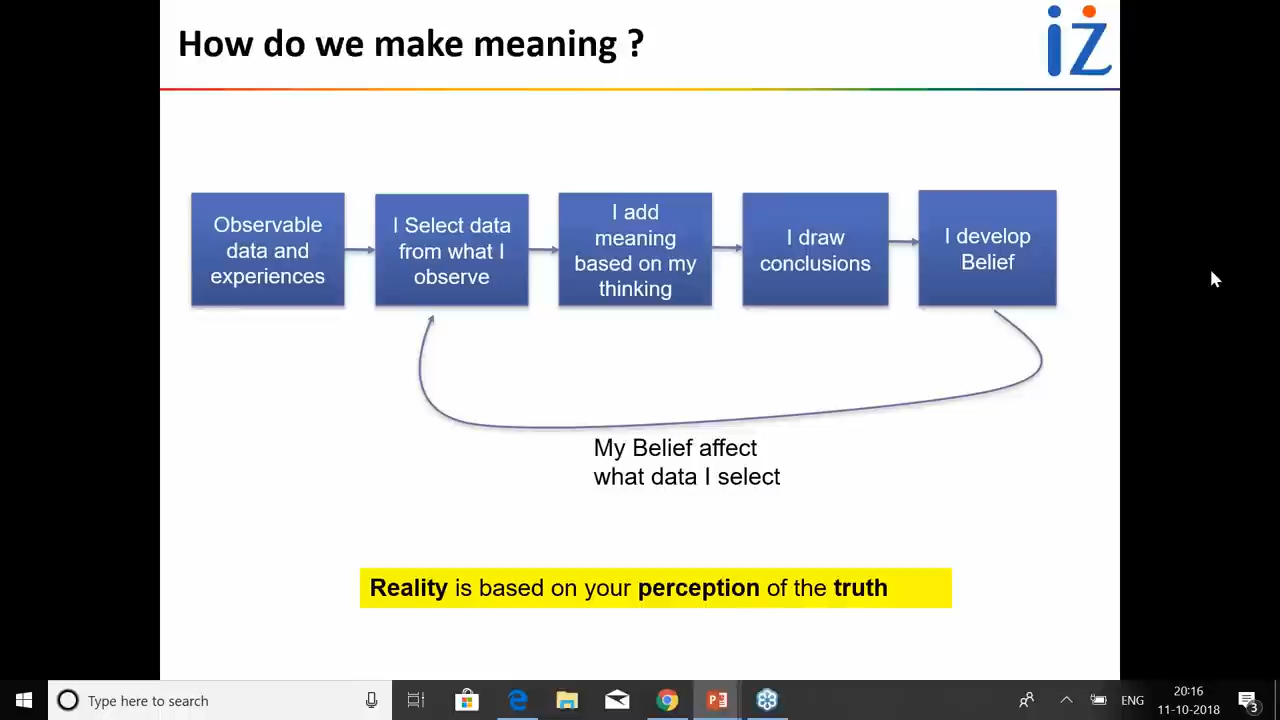 How do we make meaning ?
iz
Observable
data and
experiences
I Select data
from what I
observe
I add
meaning
based on my
thinking
I draw
conclusions
I develop
Belief
My Belief affect
what data I select
Reality is based on your perception of the truth
Type here to search
ENG
20:16
11-10-2018
3